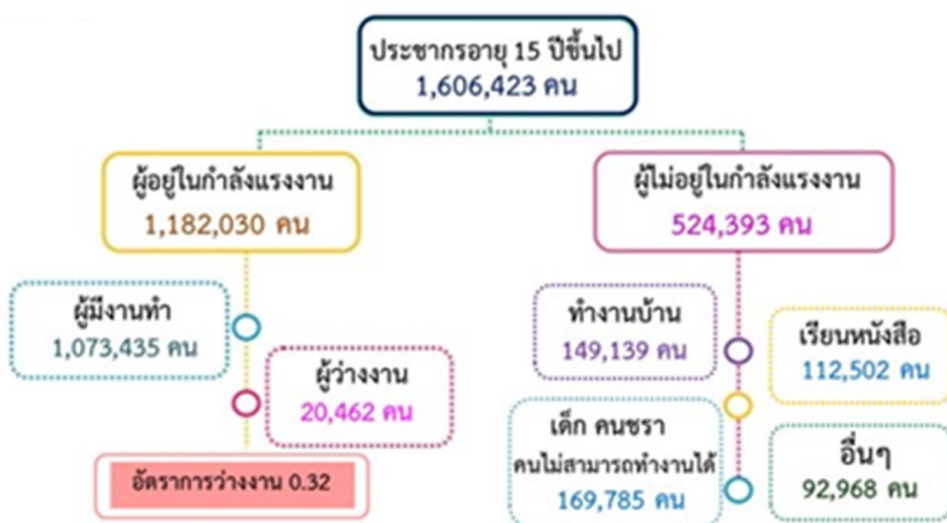 ประชากรอายุ 15 ปีขึ้นไป
1,606,423 คน
ผู้อยู่ในกำลังแรงงาน
1,182,030 คน
ผู้ไม่อยู่ในกำลังแรงงาน
524,393 คน
ผู้มีงานทำ
1,073,435 คน
ผู้ว่างงาน
20,462 คน
อัตราการว่างงาน 0.32
ทำงานบ้าน
149,139 คน
เรียนหนังสือ
112,502 คน
เด็ก คนชรา
คนไม่สามารถทำงานได้
169,785 คน
อื่นๆ
92,968 คน